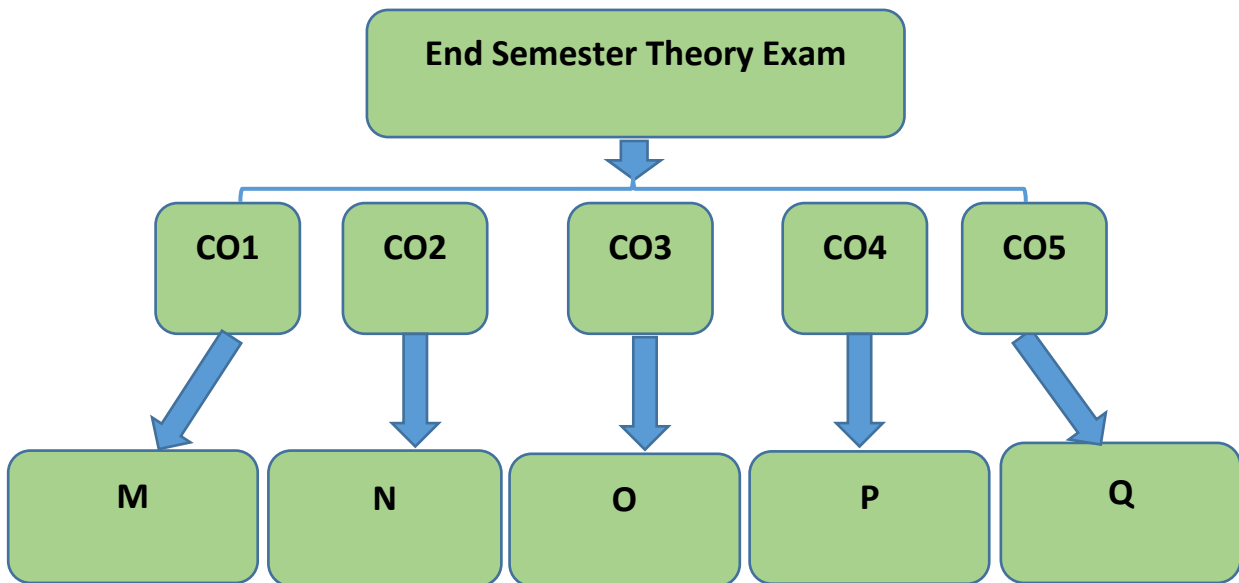 End Semester Theory Exam
CO1
CO2
CO3
CO4
CO5
M
N
O
P
Q